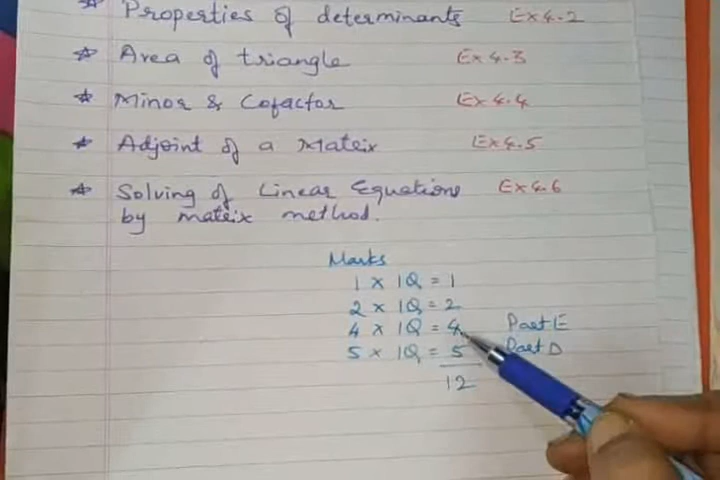 * Properties of determinants Ex 4.2
* Area of triangle Ex 4.3
* Minor & Cofactor Ex 4.4
* Adjoint of a Matrix Ex 4.5
* Solving of Linear Equations Ex 4.6
by matrix method.
Marks
1 x 1Q = 1
2 x 1Q = 2
4 x 1Q = 4 Part E
5 x 1Q = 5 Part D
12